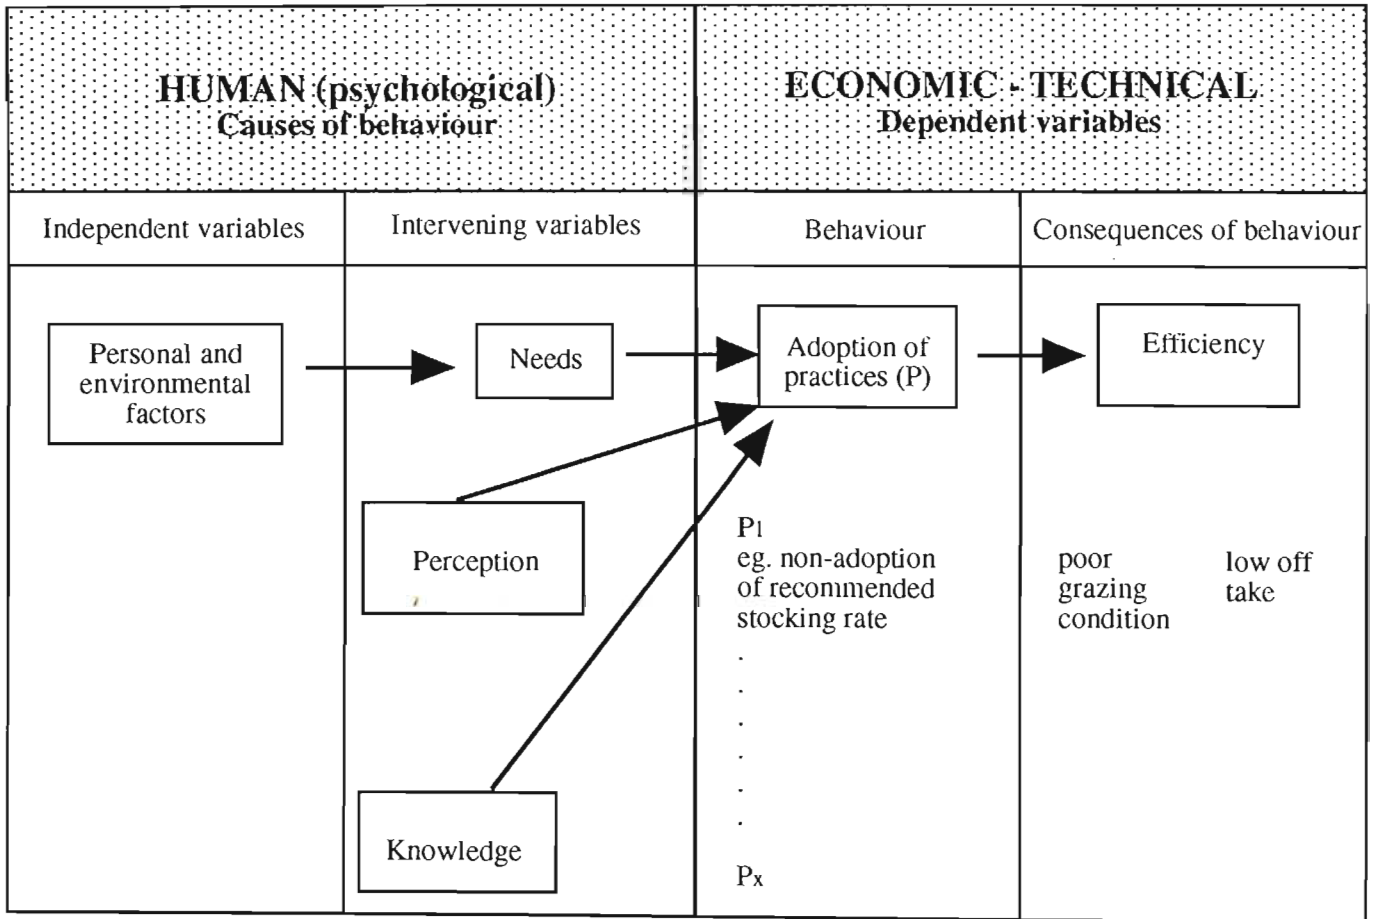 HUMAN (psychological)
Causes of behaviour
ECONOMIC - TECHNICAL
Dependent variables
Independent variables
Intervening variables
Behaviour
Consequences of behaviour
Personal and
environmental
factors
Needs
Adoption of
practices (P)
Efficiency
Perception
P1
eg. non-adoption
of recommended
stocking rate
.
.
.
.
.
.
Px
poor
grazing
condition
low off
take
Knowledge